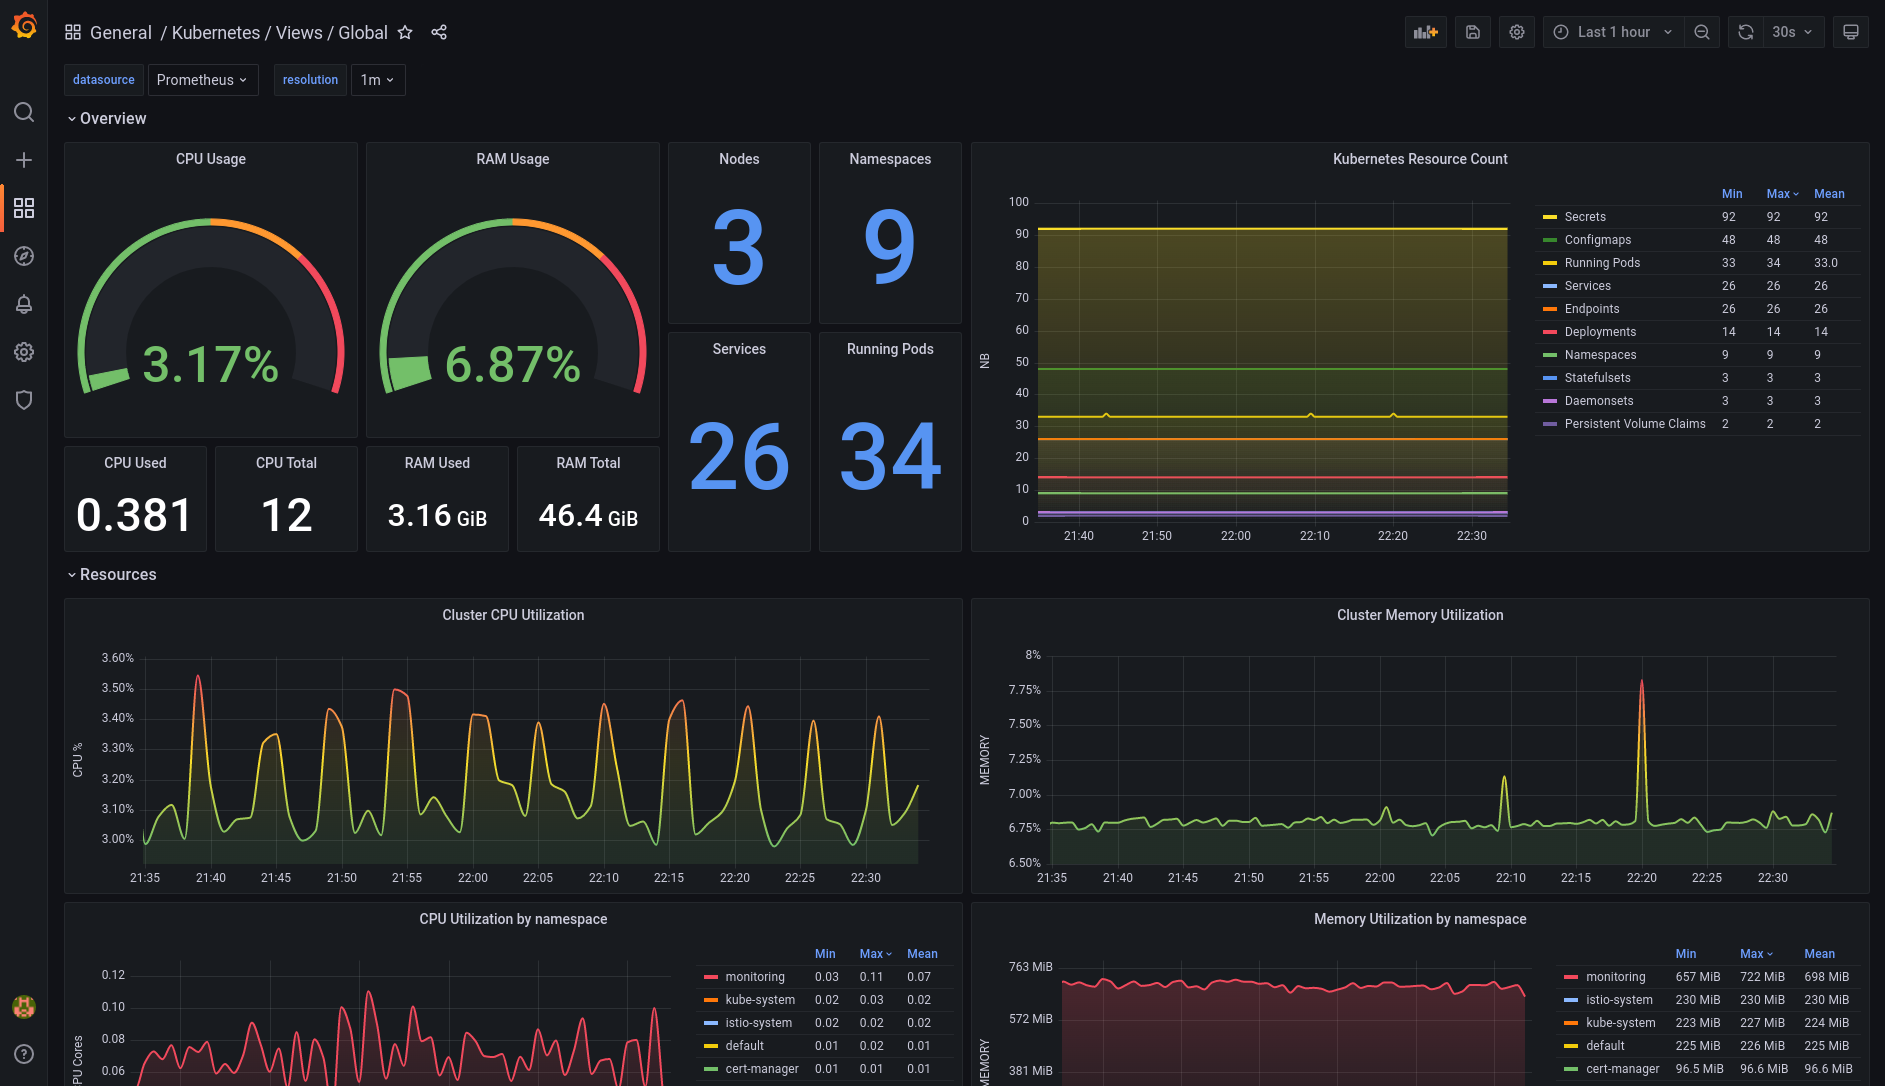 General / Kubernetes / Views / Global
Last 1 hour
30s
datasource
Prometheus
resolution
1m
Overview
CPU Usage
3.17%
RAM Usage
6.87%
Nodes
3
Namespaces
9
CPU Used
0.381
CPU Total
12
RAM Used
3.16 GiB
RAM Total
46.4 GiB
Services
26
Running Pods
34
Kubernetes Resource Count
NB
100
90
80
70
60
50
40
30
20
10
0
21:40 21:50 22:00 22:10 22:20 22:30
Min Max Mean
Secrets 92 92 92
Configmaps 48 48 48
Running Pods 33 34 33.0
Services 26 26 26
Endpoints 26 26 26
Deployments 14 14 14
Namespaces 9 9 9
Statefulsets 3 3 3
Daemonsets 3 3 3
Persistent Volume Claims 2 2 2
Resources
Cluster CPU Utilization
CPU %
3.60%
3.50%
3.40%
3.30%
3.20%
3.10%
3.00%
21:35 21:40 21:45 21:50 21:55 22:00 22:05 22:10 22:15 22:20 22:25 22:30
Cluster Memory Utilization
MEMORY
8%
7.75%
7.50%
7.25%
7.00%
6.75%
6.50%
21:35 21:40 21:45 21:50 21:55 22:00 22:05 22:10 22:15 22:20 22:25 22:30
CPU Utilization by namespace
PU Cores
0.12
0.10
0.08
0.06
Min Max Mean
monitoring 0.03 0.11 0.07
kube-system 0.02 0.03 0.02
istio-system 0.02 0.02 0.02
default 0.01 0.02 0.01
cert-manager 0.01 0.01 0.01
Memory Utilization by namespace
MEMORY
763 MiB
572 MiB
381 MiB
Min Max Mean
monitoring 657 MiB 722 MiB 698 MiB
istio-system 230 MiB 230 MiB 230 MiB
kube-system 223 MiB 227 MiB 224 MiB
default 225 MiB 226 MiB 225 MiB
cert-manager 96.5 MiB 96.6 MiB 96.6 MiB